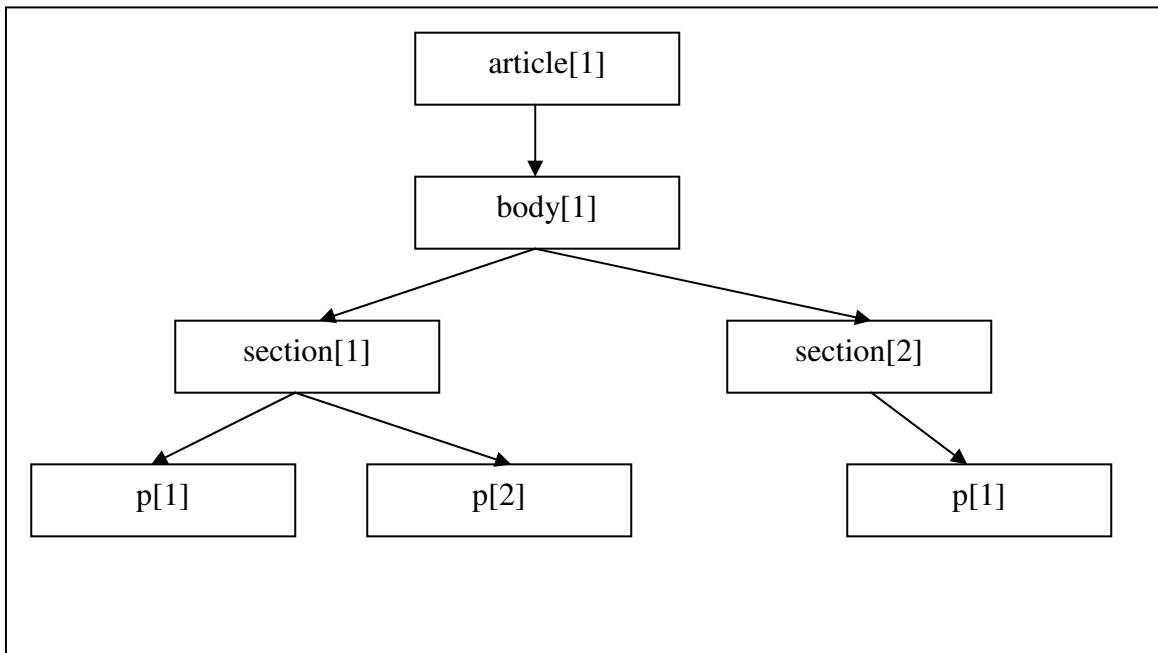 article[1]
body[1]
section[1]
section[2]
p[1]
p[2]
p[1]